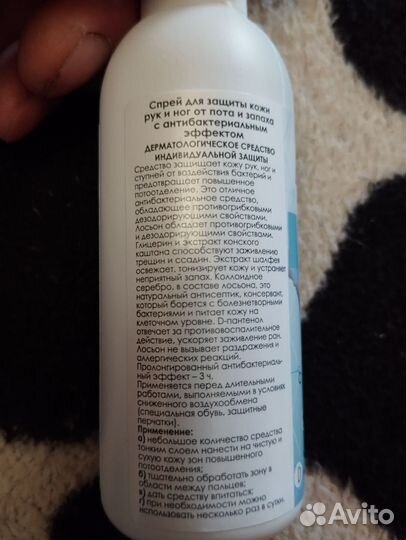 Спрей для защиты кожи
рук и ног от пота и запаха
с антибактериальным
эффектом
ДЕРМАТОЛОГИЧЕСКОЕ СРЕДСТВО
ИНДИВИДУАЛЬНОЙ ЗАЩИТЫ
Средство защищает кожу рук, ног и
ступней от воздействия бактерий и
предотвращает повышенное
потоотделение. Это отличное
антибактериальное средство,
обладающее противогрибковыми
дезодорирующими свойствами.
Лосьон обладает противогрибковыми
и дезодорирующими свойствами.
Глицерин и экстракт конского
каштана способствуют заживлению
трещин и ссадин. Экстракт шалфея
освежает, тонизирует кожу и устраняет
неприятный запах. Коллоидное
серебро, в составе лосьона, это
натуральный антисептик, консервант,
который борется с болезнетворными
бактериями и питает кожу на
клеточном уровне. D-пантенол
отвечает за противовоспалительное
действие, ускоряет заживление ран.
Лосьон не вызывает раздражения и
аллергических реакций.
Пролонгированный антибактериаль-
ный эффект – 3 ч.
Применяется перед длительными
работами, выполняемыми в условиях
сниженного воздухообмена
(специальная обувь, защитные
перчатки).
Применение:
а) небольшое количество средства
тонким слоем нанести на чистую и
сухую кожу зон повышенного
потоотделения;
б) тщательно обработать зону в
области между пальцев;
в) дать средству впитаться;
г) при необходимости можно
использовать несколько раз в сутки.
Avito